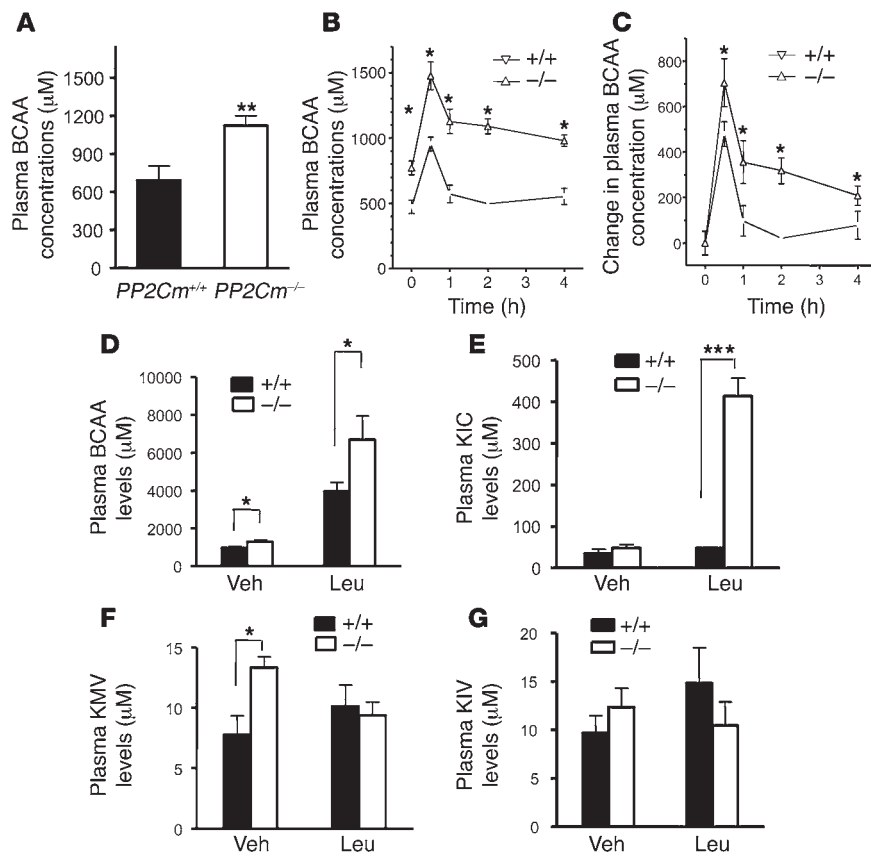 A
Plasma BCAA
concentrations (μM)
1500
1200
900
600
300
0
**
PP2Cm+/+ PP2Cm−/−
B
Plasma BCAA
concentrations (μM)
1500
1000
500
0
+/+
−/−
*
*
*
*
*
0 1 2 3 4
Time (h)
C
Change in plasma BCAA
concentration (μM)
800
600
400
200
0
+/+
−/−
*
*
*
*
0 1 2 3 4
Time (h)
D
Plasma BCAA
levels (μM)
10000
8000
6000
4000
2000
0
+/+
−/−
*
*
Veh Leu
E
Plasma KIC
levels (μM)
500
400
300
200
100
0
+/+
−/−
***
Veh Leu
F
Plasma KMV
levels (μM)
15
10
5
0
+/+
−/−
*
Veh Leu
G
Plasma KIV
levels (μM)
20
15
10
5
0
+/+
−/−
Veh Leu